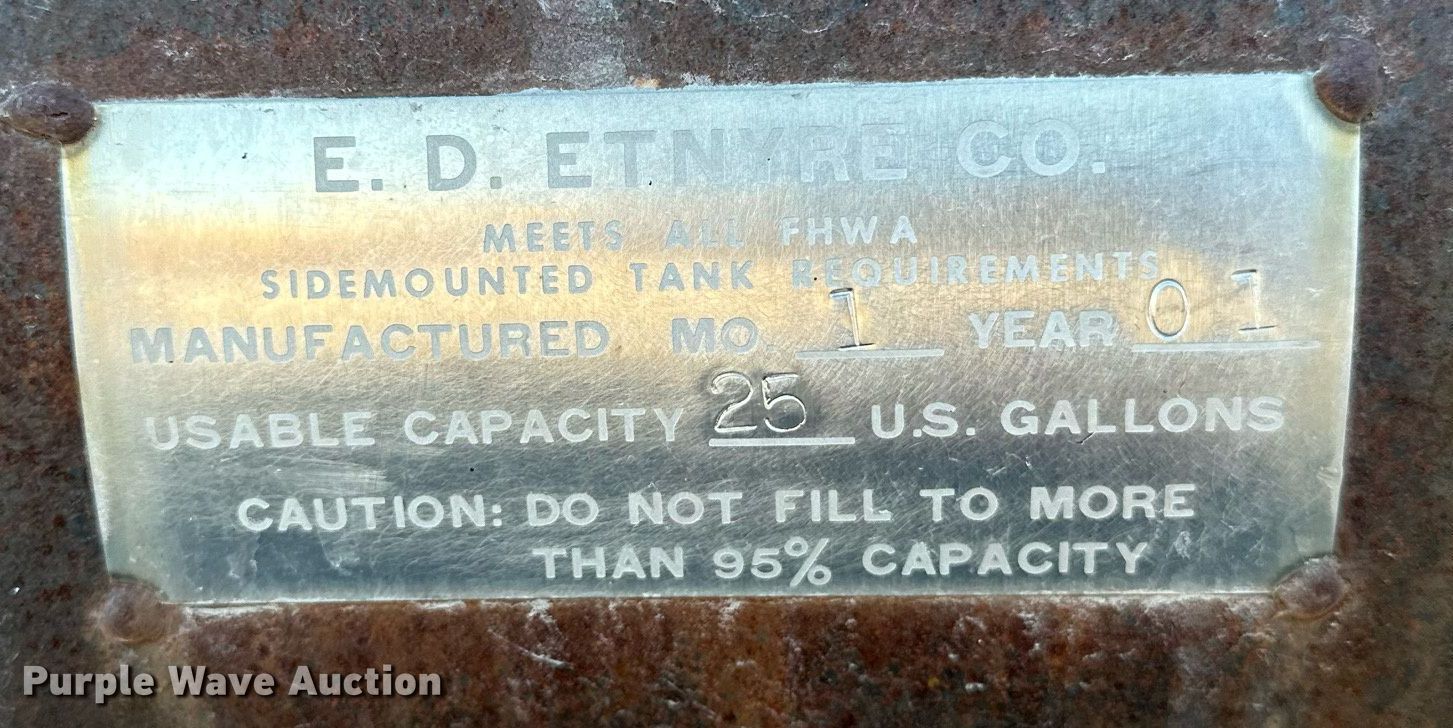 E. D. ETNYRE CO.
MEETS ALL FHWA
SIDEMOUNTED TANK REQUIREMENTS
MANUFACTURED MO. 1 YEAR 01
USABLE CAPACITY 25 U.S. GALLONS
CAUTION: DO NOT FILL TO MORE
THAN 95% CAPACITY
Purple Wave Auction